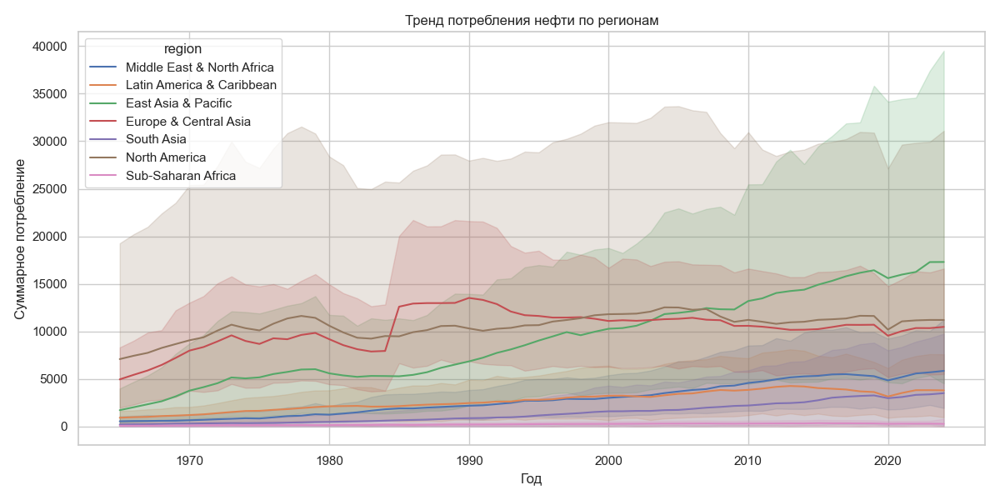 Тренд потребления нефти по регионам
40000
35000
30000
25000
20000
15000
10000
5000
0
Суммарное потребление
region
Middle East & North Africa
Latin America & Caribbean
East Asia & Pacific
Europe & Central Asia
South Asia
North America
Sub-Saharan Africa
1970 1980 1990 2000 2010 2020
Год